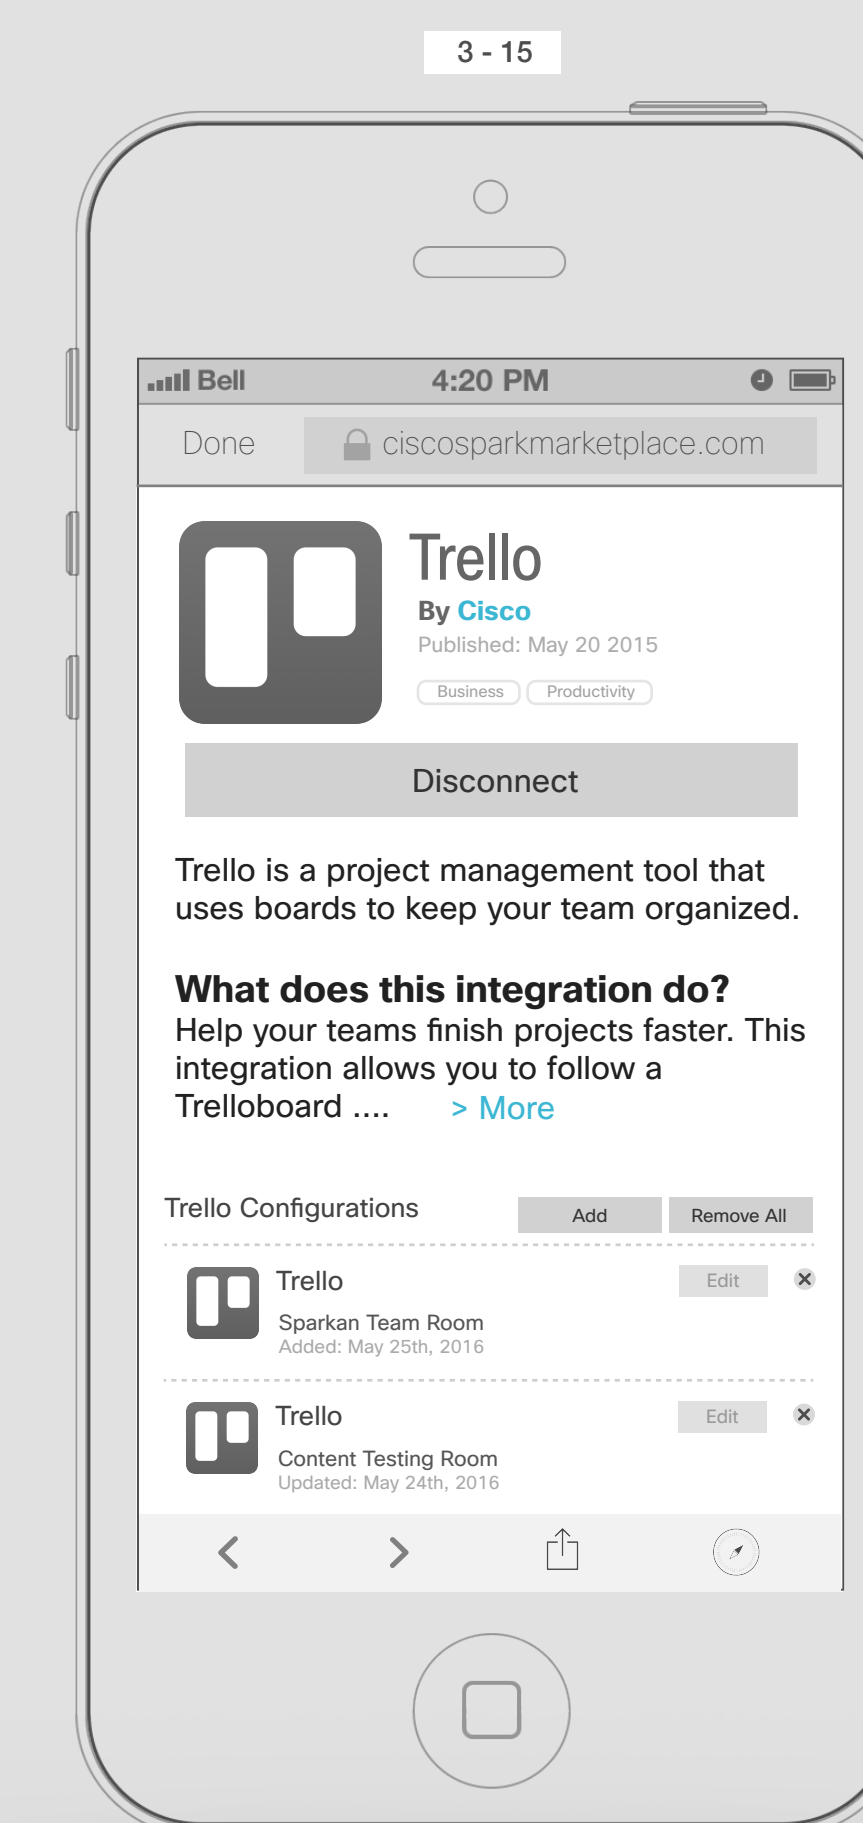 3 - 15
Bell 4:20 PM
Done ciscosparkmarketplace.com
Trello
By Cisco
Published: May 20 2015
Business Productivity
Disconnect
Trello is a project management tool that
uses boards to keep your team organized.
What does this integration do?
Help your teams finish projects faster. This
integration allows you to follow a
Trelloboard .... > More
Trello Configurations Add Remove All
Trello Edit
Sparkan Team Room
Added: May 25th, 2016
Trello Edit
Content Testing Room
Updated: May 24th, 2016